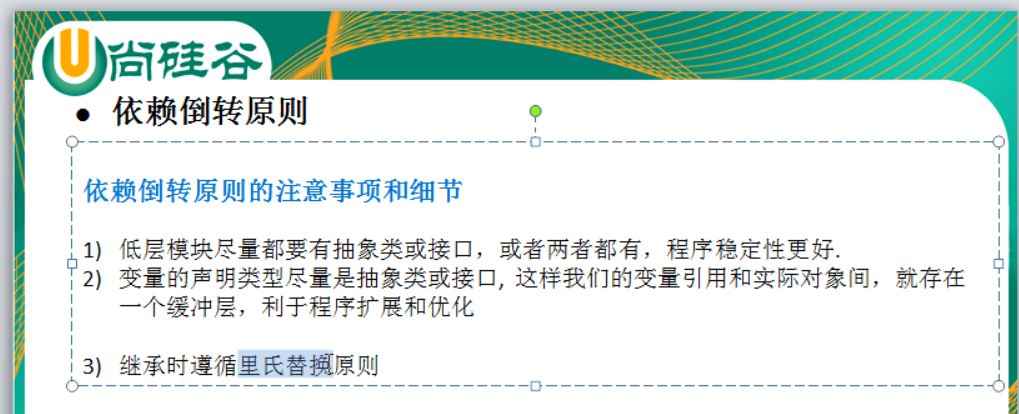 尚硅谷
● 依赖倒转原则
依赖倒转原则的注意事项和细节
1) 低层模块尽量都要有抽象类或接口，或者两者都有，程序稳定性更好.
2) 变量的声明类型尽量是抽象类或接口, 这样我们的变量引用和实际对象间，就存在
一个缓冲层，利于程序扩展和优化
3) 继承时遵循里氏替换原则